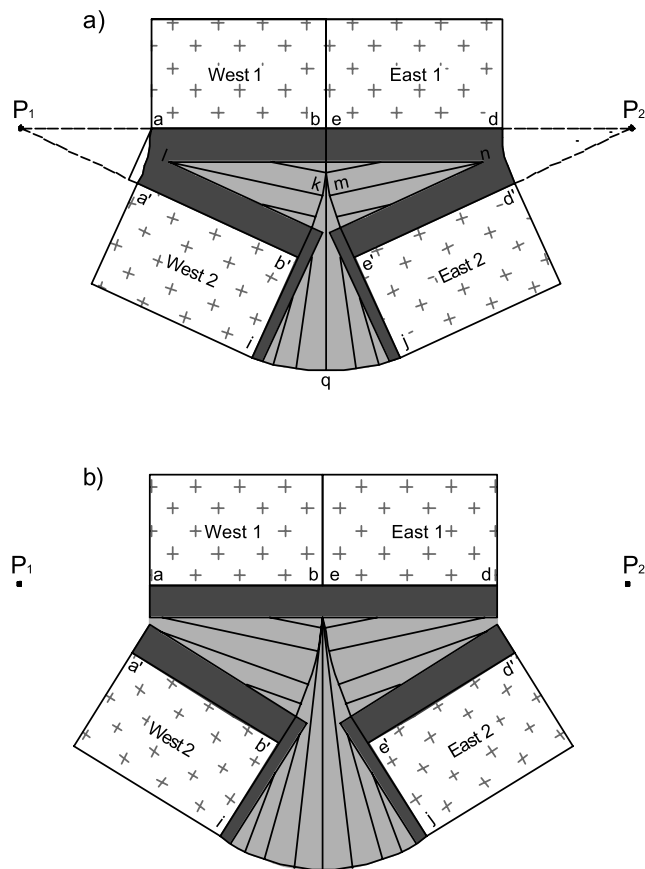 a)
West 1
East 1
P₁
P₂
a
b
e
d
l
n
k
m
a'
d'
b'
e'
West 2
East 2
i
j
q
b)
West 1
East 1
P₁
P₂
a
b
e
d
a'
d'
West 2
East 2
b'
e'
i
j